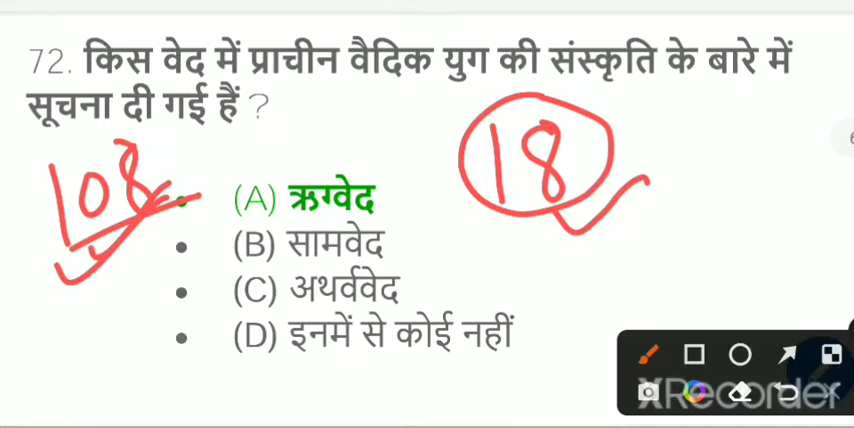 72. किस वेद में प्राचीन वैदिक युग की संस्कृति के बारे में
सूचना दी गई हैं ?
108
18
(A) ऋग्वेद
(B) सामवेद
(C) अथर्ववेद
(D) इनमें से कोई नहीं
XRecorder